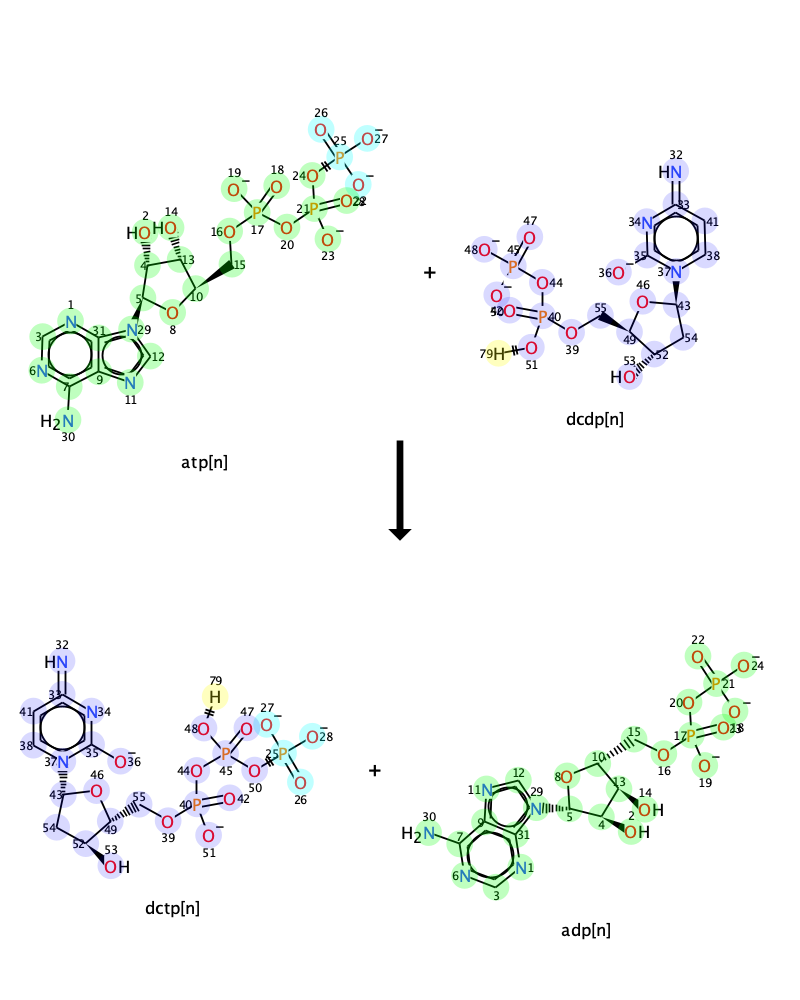 26
O 25 O⁻ 27
P
19 18 24 O O⁻
O⁻ O 21 P O
2 14 16 O P O 23
HO HO 17 20 O⁻
4 13 15
5 10
1 N 31 N 29 O 8
3 12
6 N 9 N
7 11
H₂N 30
atp[n]
+
32
HN
33
47 34 N 41
48 O⁻ 45 O 35 38
P 36 O⁻ 37 N
O⁻ O 44 46 43
O P 40 55 O
79 H O O 39 49 54
51 53 52
HO
dcdp[n]
32
HN
33 79
41 N 34 H
38 35 48 O 47 O 27 O⁻ O⁻ 28
37 N O⁻ 36 P 25 P
46 44 O 45 O 50 O 26
43 O 55 40 P O 42
54 49 O 39 O⁻ 51
52 53
OH
dctp[n]
+
22
O O⁻ 24
P 21
20 O O⁻
15 17 P O
10 O 16 O⁻ 19
12 8 O 13 14
11 N 29 OH
30 9 N 5 4 2
H₂N 7 31 OH
6 N N 1
3
adp[n]